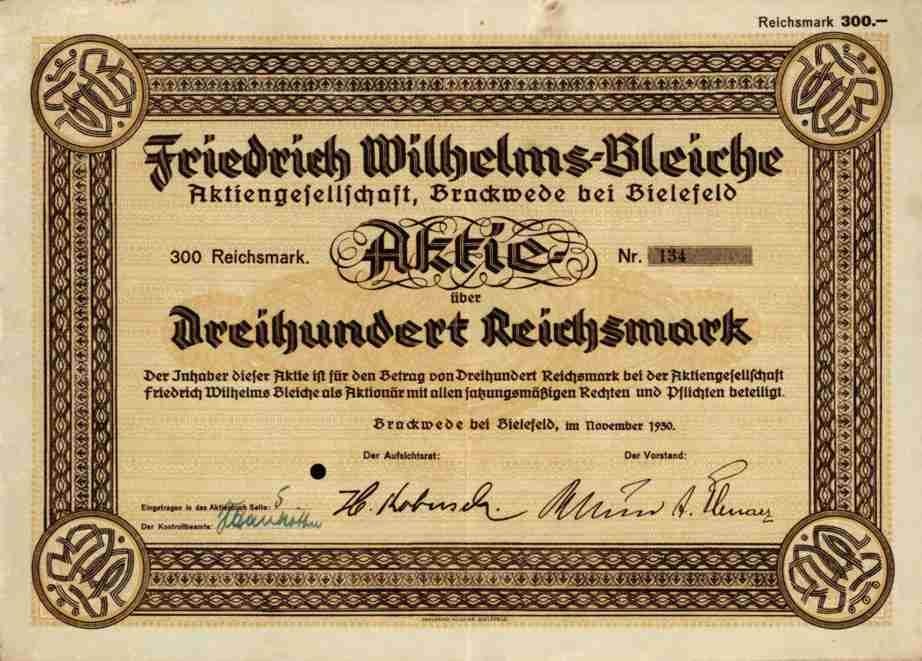 Reichsmark 300.—
Friedrich Wilhelms-Bleiche
Aktiengesellschaft, Brackwede bei Bielefeld
300 Reichsmark. Aktie- Nr. 134
über
Dreihundert Reichsmark
Der Inhaber dieser Aktie ist für den Betrag von Dreihundert Reichsmark bei der Aktiengesellschaft
Friedrich Wilhelms Bleiche als Aktionär mit allen satzungsmäßigen Rechten und Pflichten beteiligt.
Brackwede bei Bielefeld, im November 1930.
Der Aufsichtsrat: Der Vorstand:
Eingetragen in das Aktienbuch Seite: 5
Der Kontrollbeamte:
H.